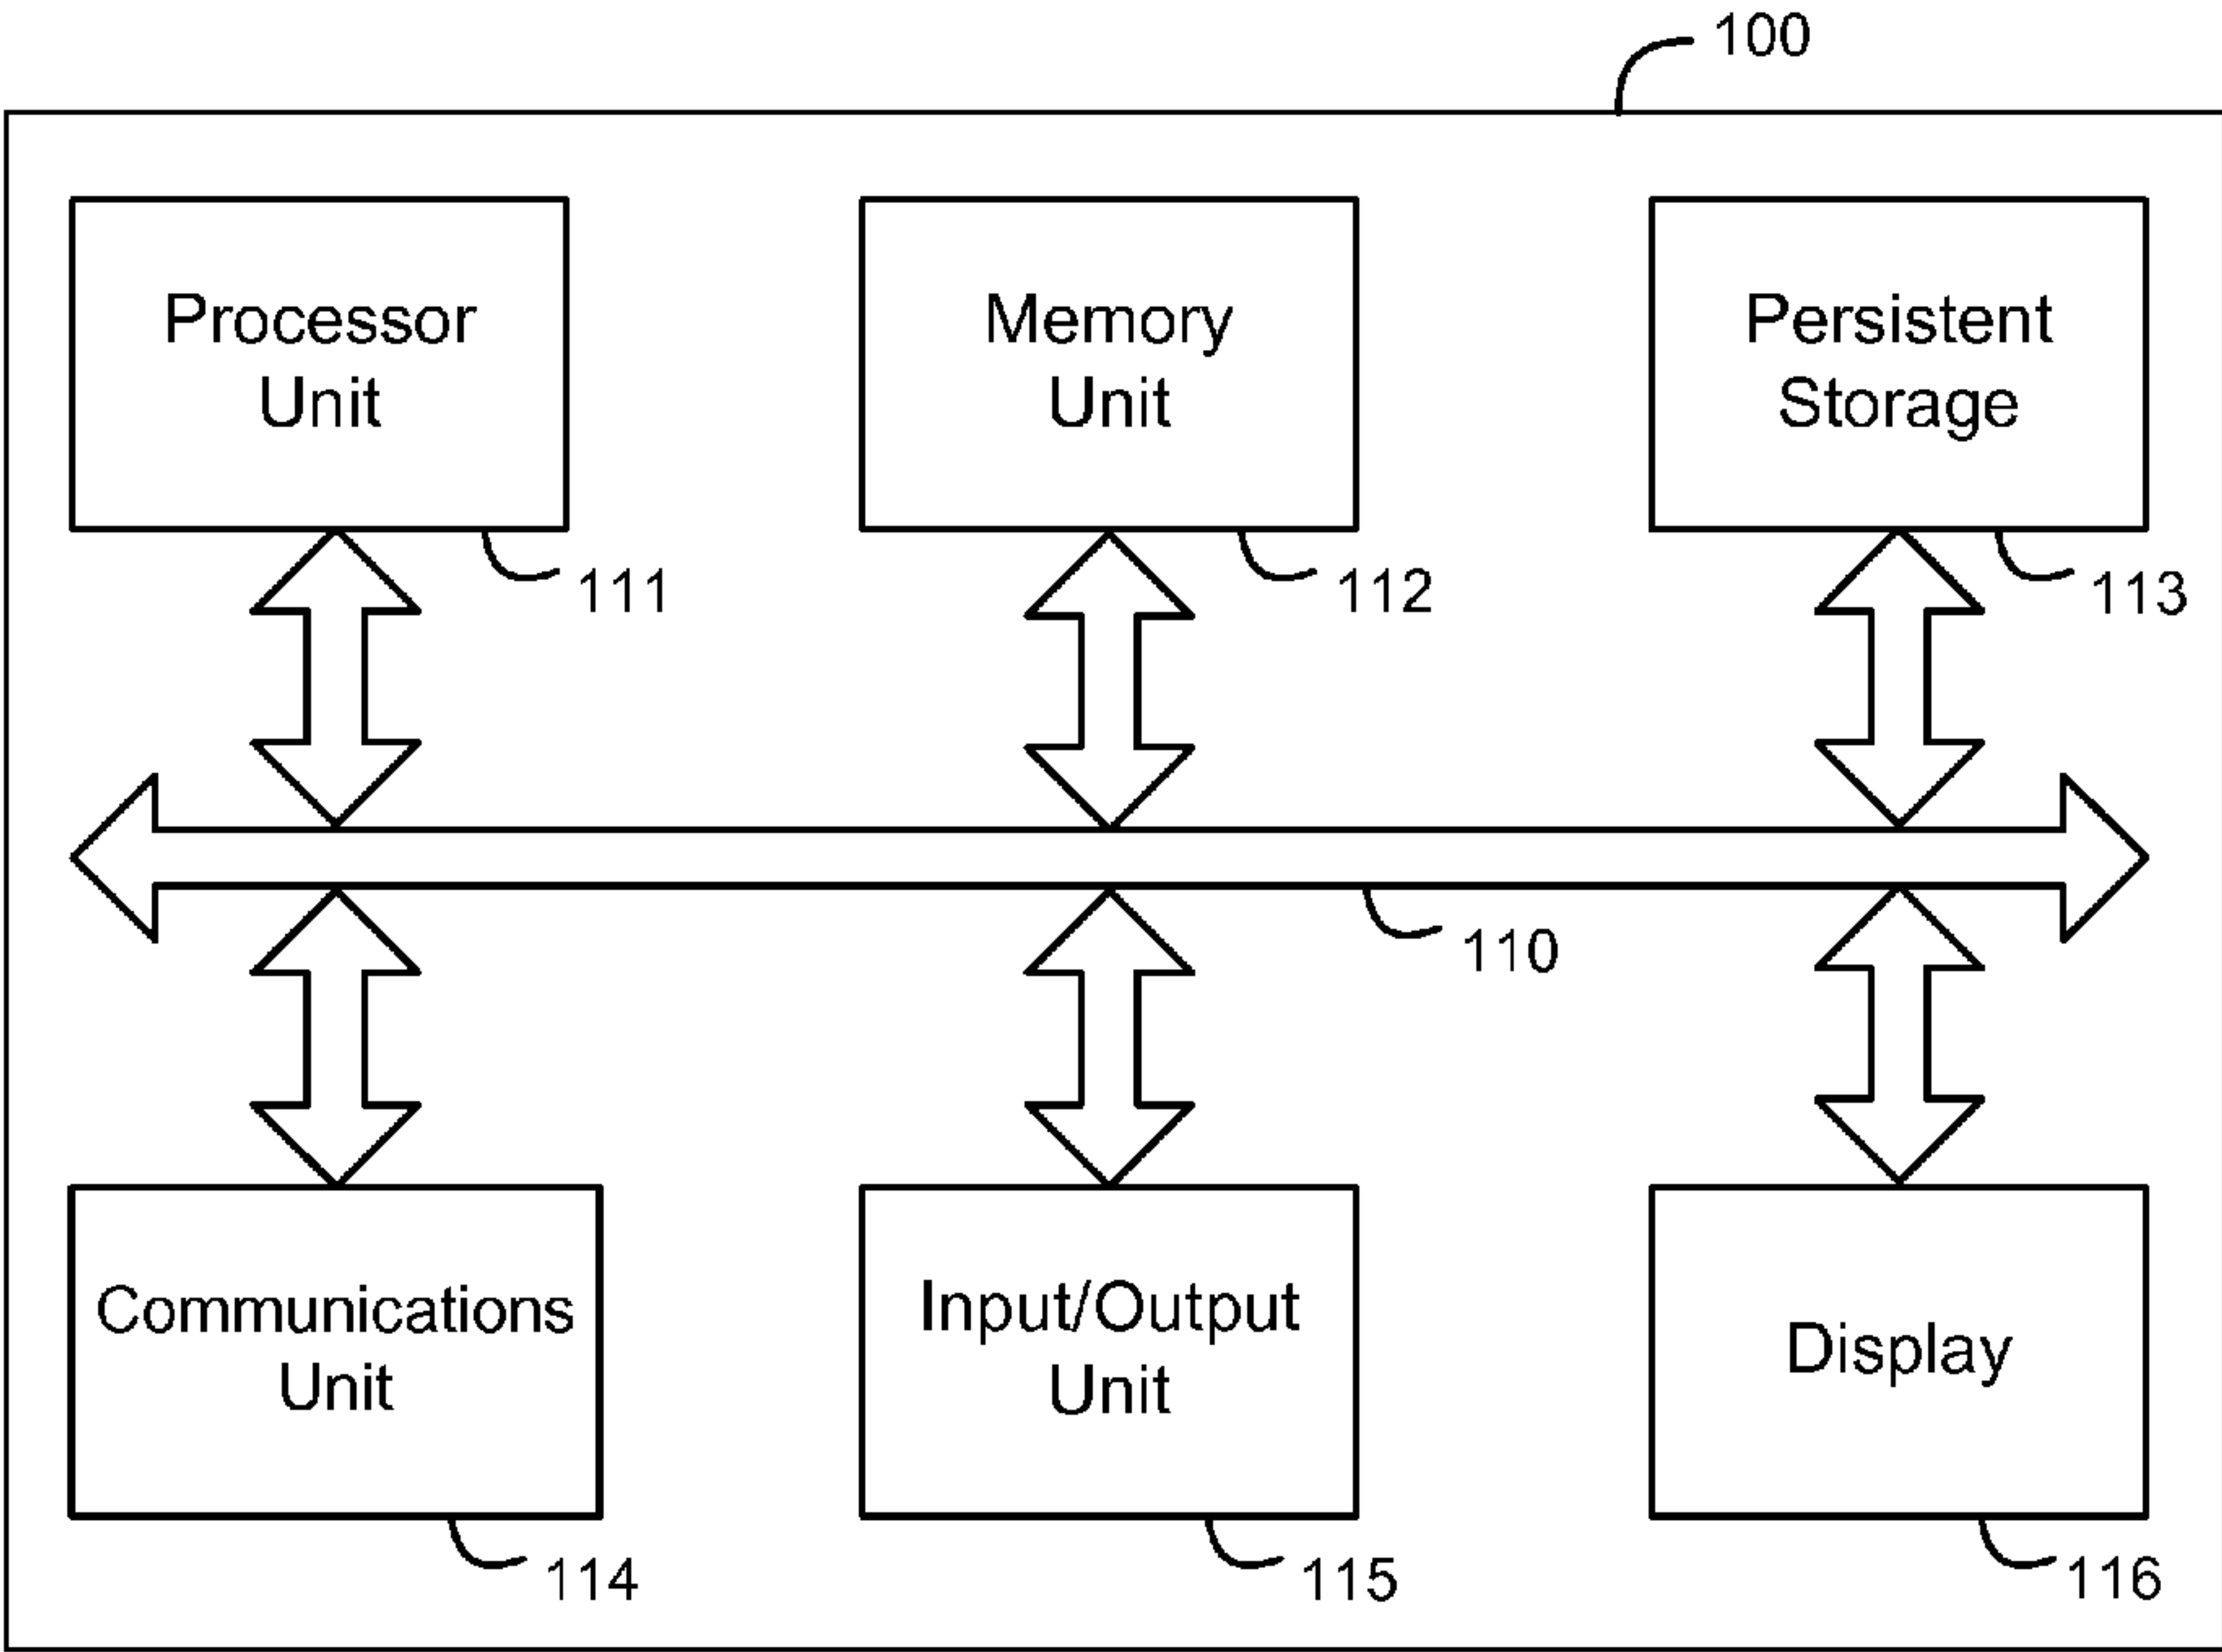 100
Processor
Unit
111
Memory
Unit
112
Persistent
Storage
113
110
Communications
Unit
114
Input/Output
Unit
115
Display
116